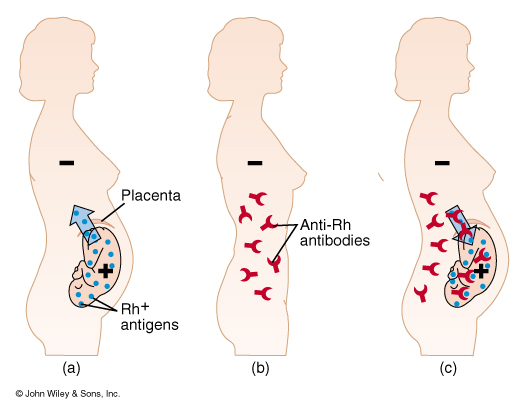 Placenta
Rh+
antigens
Anti-Rh
antibodies
(a)
(b)
(c)
© John Wiley & Sons, Inc.